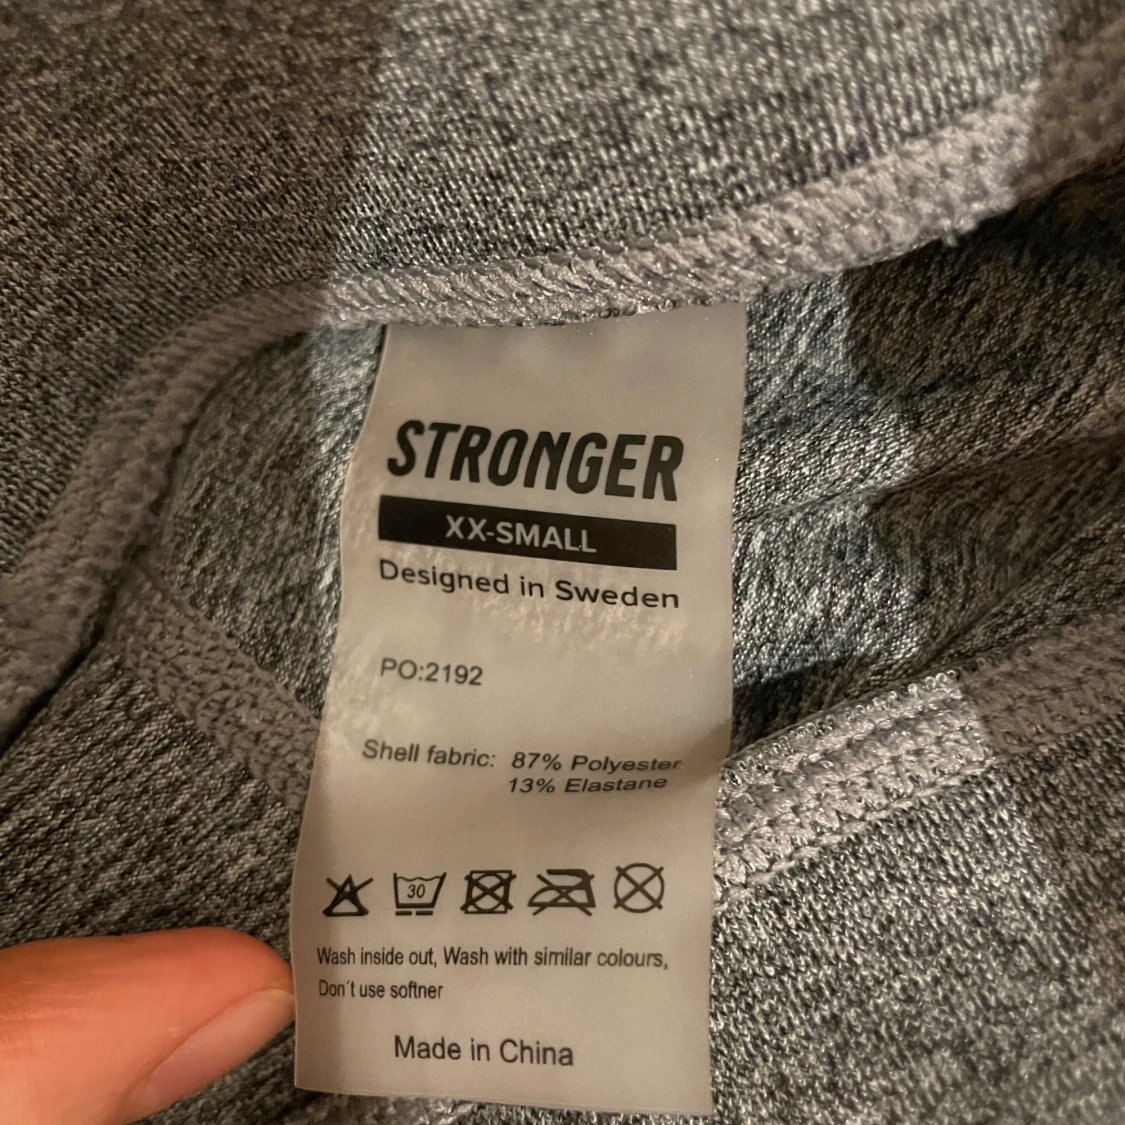 STRONGER
XX-SMALL
Designed in Sweden
PO:2192
Shell fabric: 87% Polyester
13% Elastane
30
Wash inside out, Wash with similar colours,
Don´t use softner
Made in China